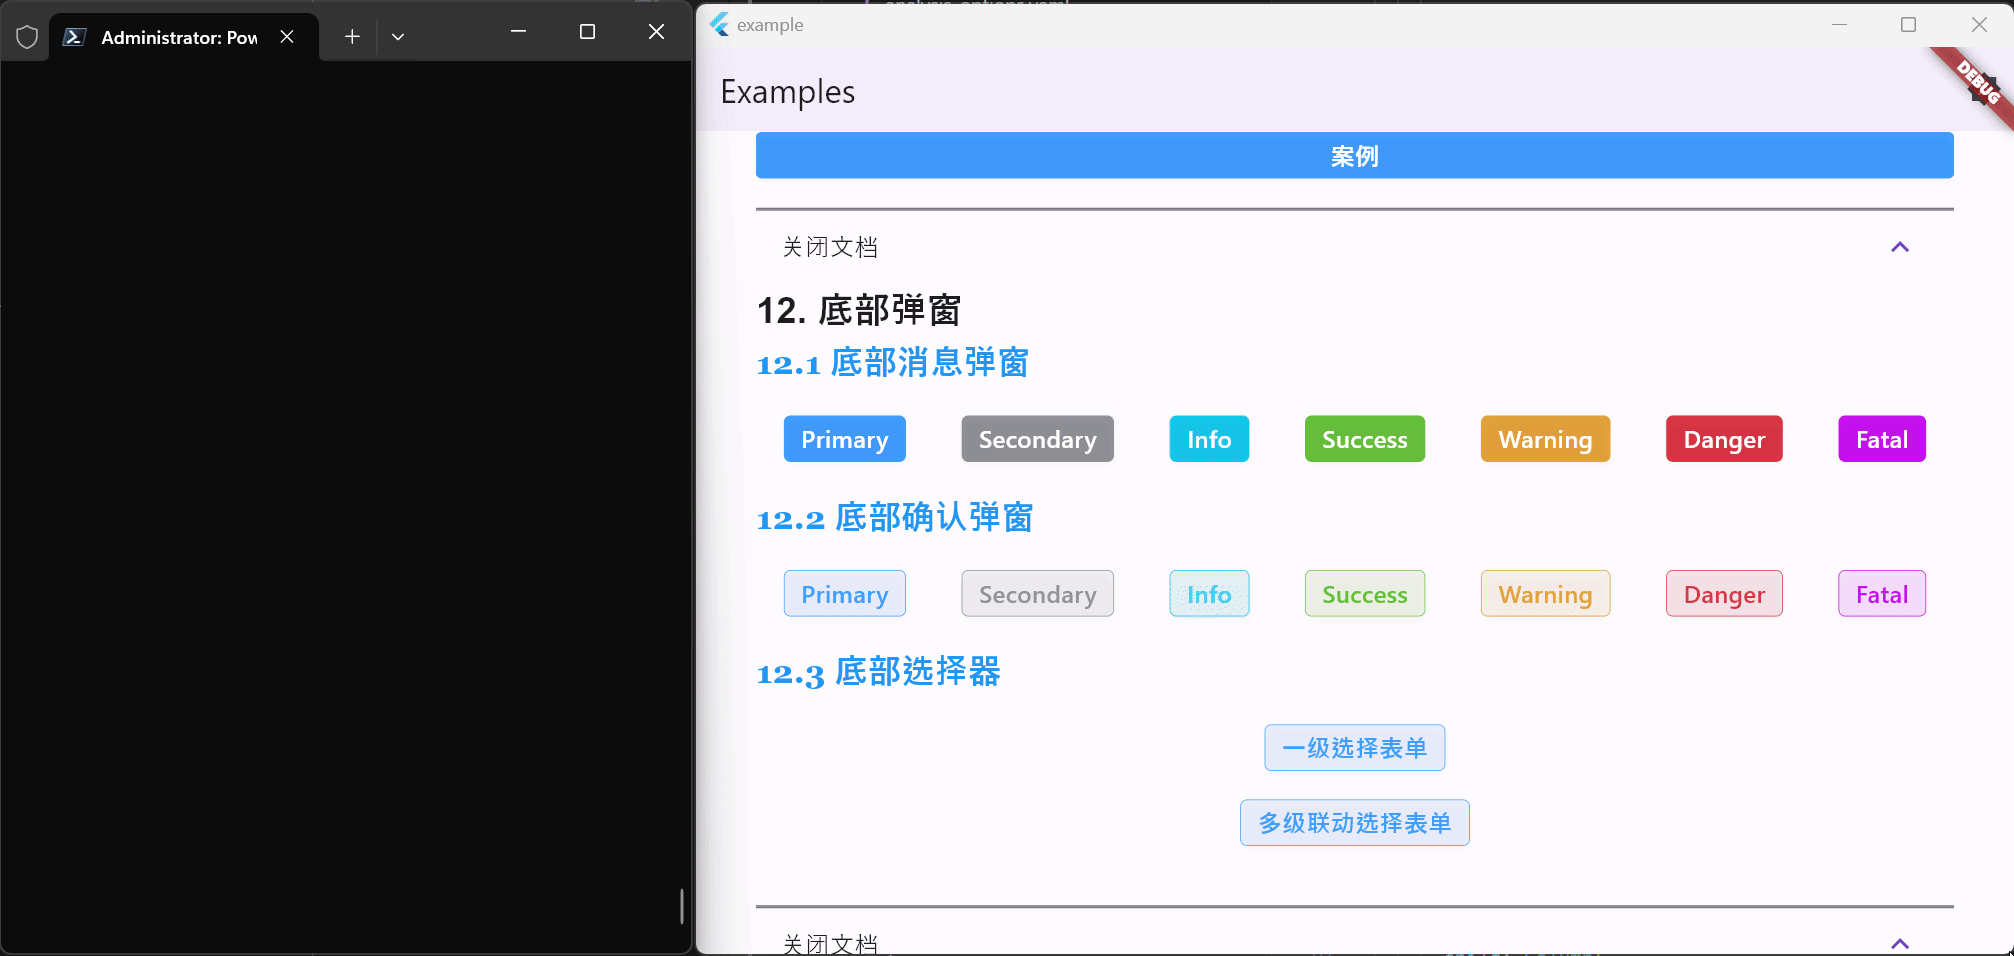 analysis_options.yaml
Administrator: Pow
example
Examples
DEBUG
案例
关闭文档
12. 底部弹窗
12.1 底部消息弹窗
Primary Secondary Info Success Warning Danger Fatal
12.2 底部确认弹窗
Primary Secondary Info Success Warning Danger Fatal
12.3 底部选择器
一级选择表单
多级联动选择表单
关闭文档